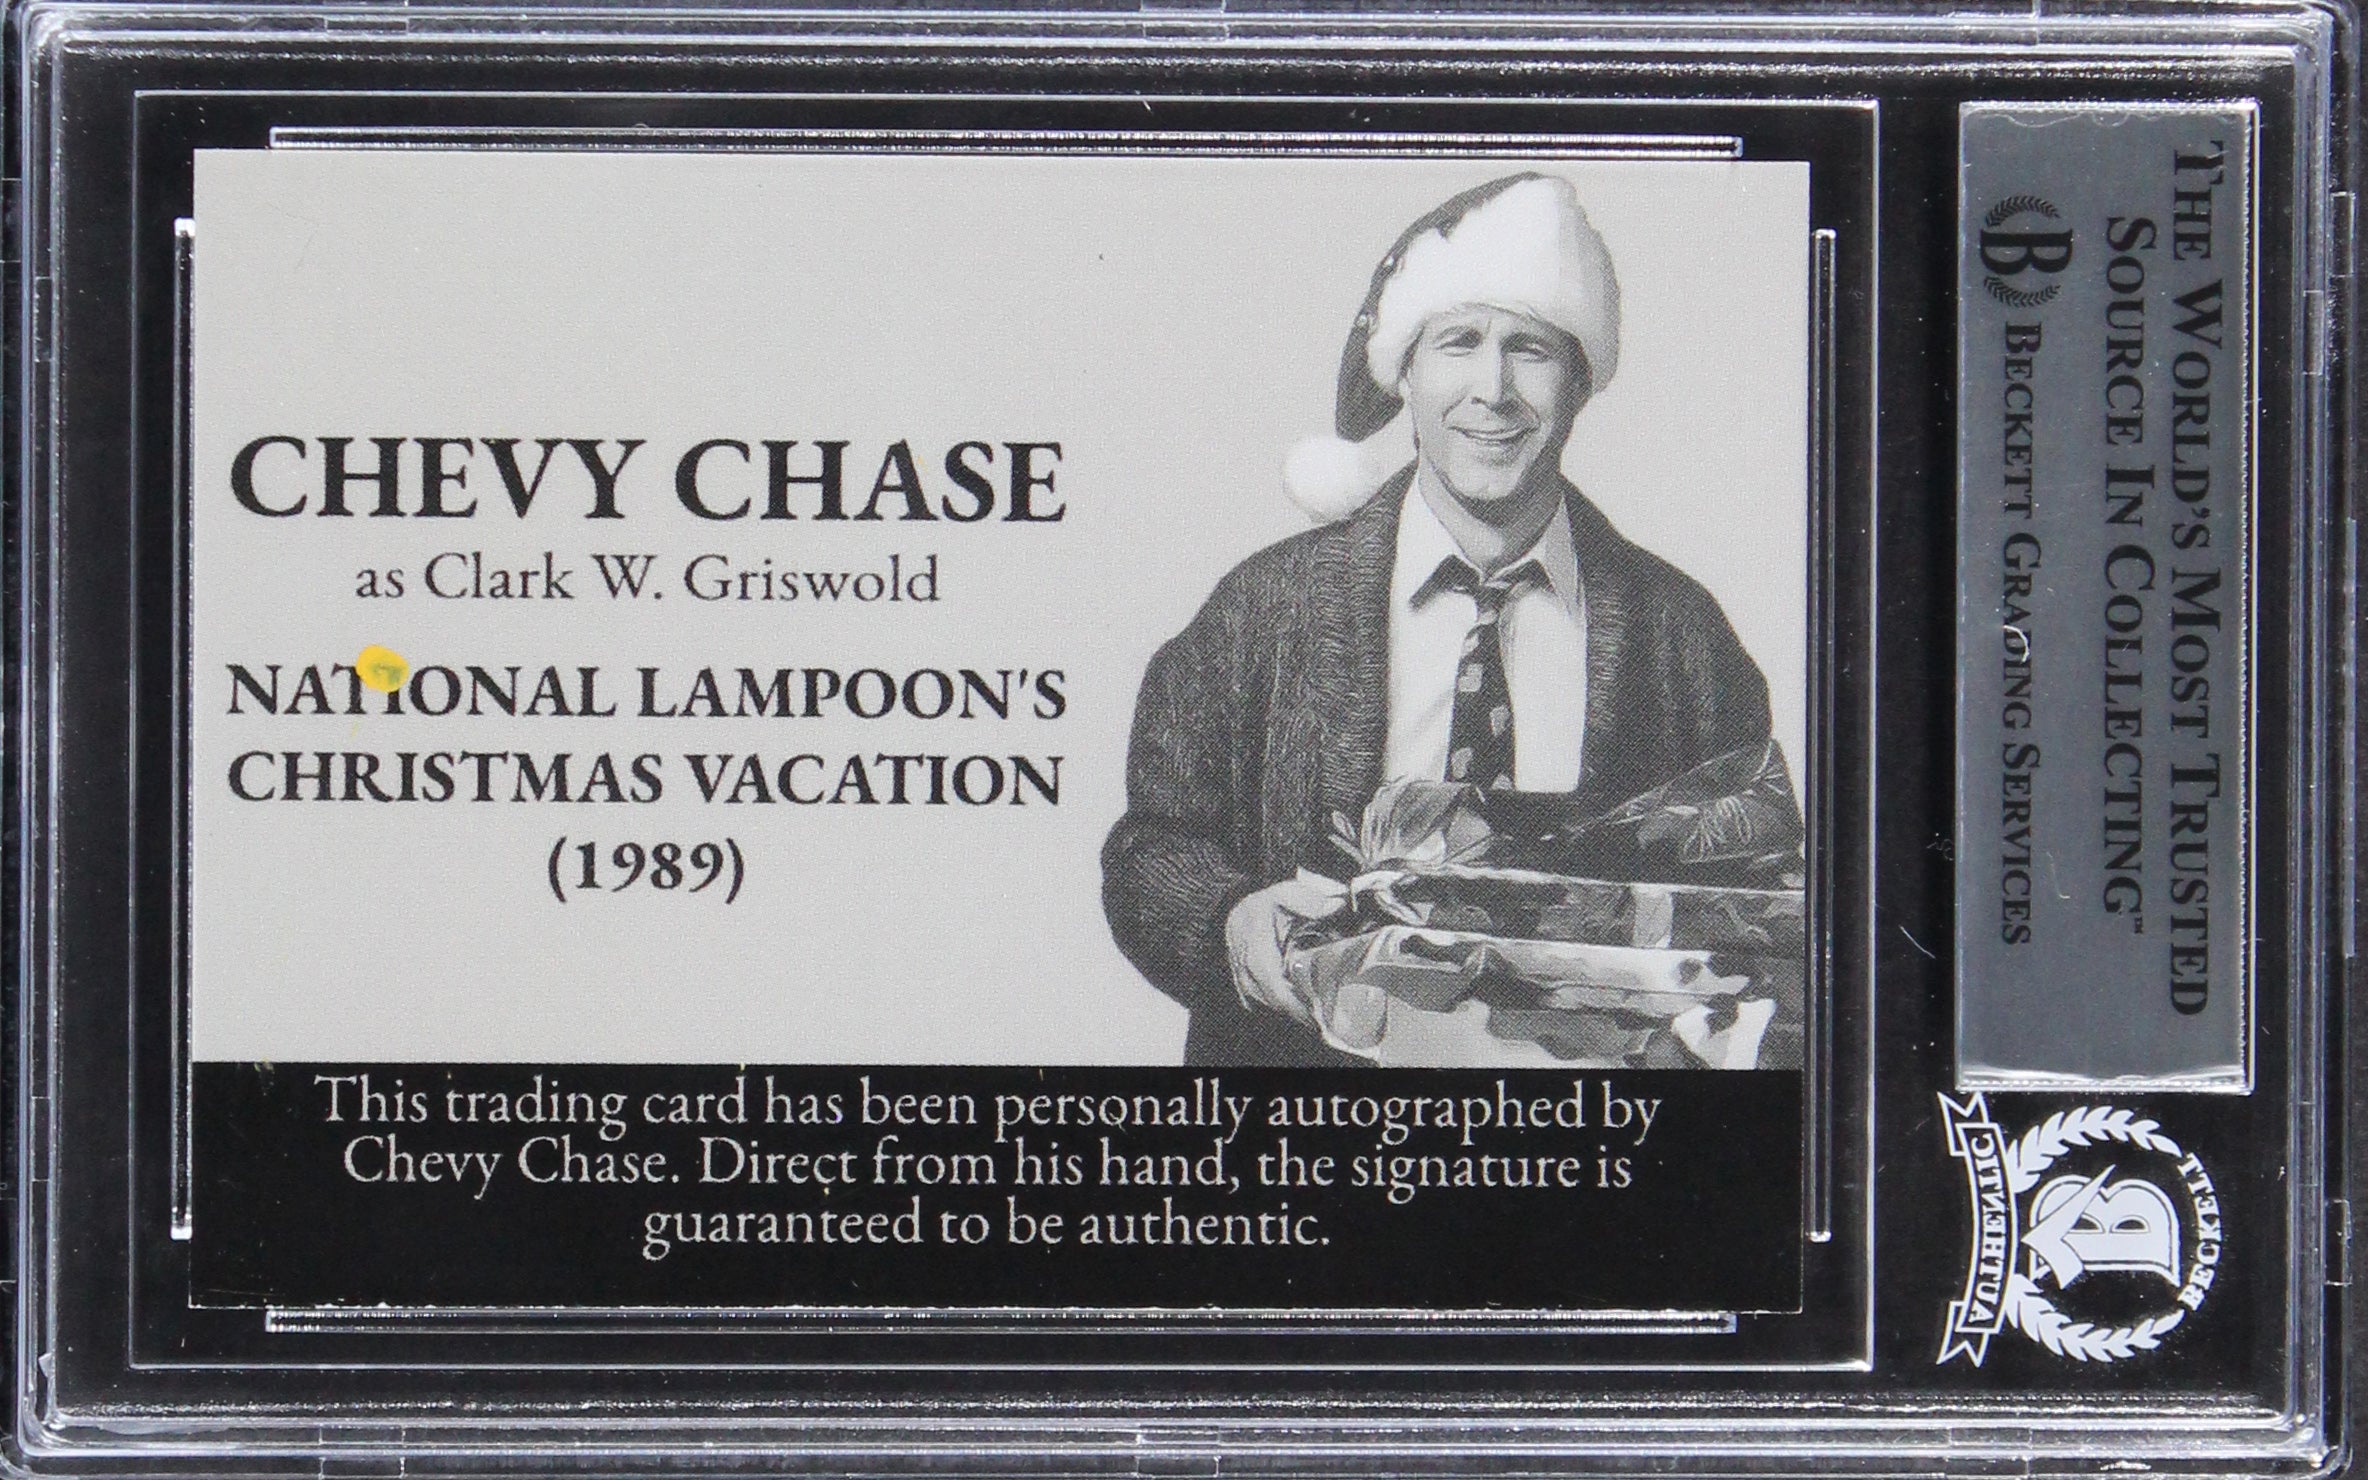 CHEVY CHASE
as Clark W. Griswold
NATIONAL LAMPOON'S
CHRISTMAS VACATION
(1989)
This trading card has been personally autographed by
Chevy Chase. Direct from his hand, the signature is
guaranteed to be authentic.
THE WORLD'S MOST TRUSTED
SOURCE IN COLLECTING™
B BECKETT GRADING SERVICES
AUTHENTIC
B
BECKETT